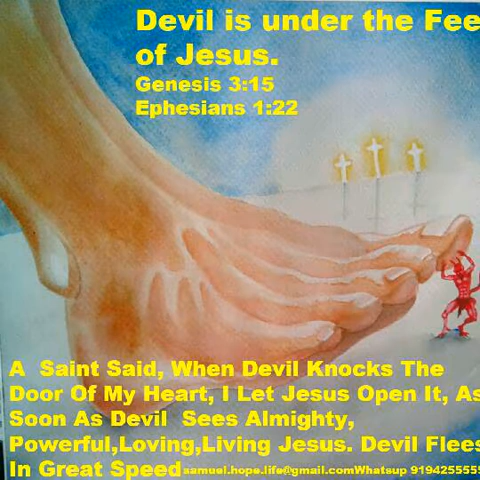 Devil is under the Fee
of Jesus.
Genesis 3:15
Ephesians 1:22
A Saint Said, When Devil Knocks The
Door Of My Heart, I Let Jesus Open It, As
Soon As Devil Sees Almighty,
Powerful,Loving,Living Jesus. Devil Flees
In Great Speed samuel.hope.life@gmail.comWhatsup 9194255555